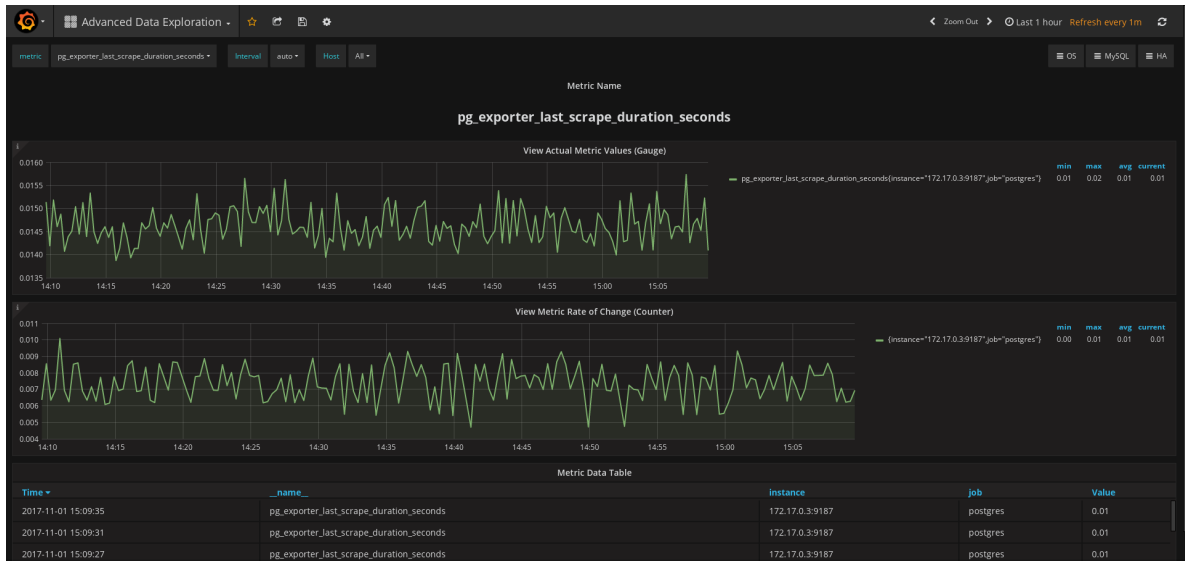 Advanced Data Exploration Zoom Out Last 1 hour Refresh every 1m
metric pg_exporter_last_scrape_duration_seconds Interval auto Host All OS MySQL HA
Metric Name
pg_exporter_last_scrape_duration_seconds
View Actual Metric Values (Gauge)
min max avg current
pg_exporter_last_scrape_duration_seconds{instance="172.17.0.3:9187",job="postgres"} 0.01 0.02 0.01 0.01
0.0160
0.0155
0.0150
0.0145
0.0140
0.0135
14:10 14:15 14:20 14:25 14:30 14:35 14:40 14:45 14:50 14:55 15:00 15:05
View Metric Rate of Change (Counter)
min max avg current
{instance="172.17.0.3:9187",job="postgres"} 0.00 0.01 0.01 0.01
0.011
0.010
0.009
0.008
0.007
0.006
0.005
0.004
14:10 14:15 14:20 14:25 14:30 14:35 14:40 14:45 14:50 14:55 15:00 15:05
Metric Data Table
Time __name__ instance job Value
2017-11-01 15:09:35 pg_exporter_last_scrape_duration_seconds 172.17.0.3:9187 postgres 0.01
2017-11-01 15:09:31 pg_exporter_last_scrape_duration_seconds 172.17.0.3:9187 postgres 0.01
2017-11-01 15:09:27 pg_exporter_last_scrape_duration_seconds 172.17.0.3:9187 postgres 0.01